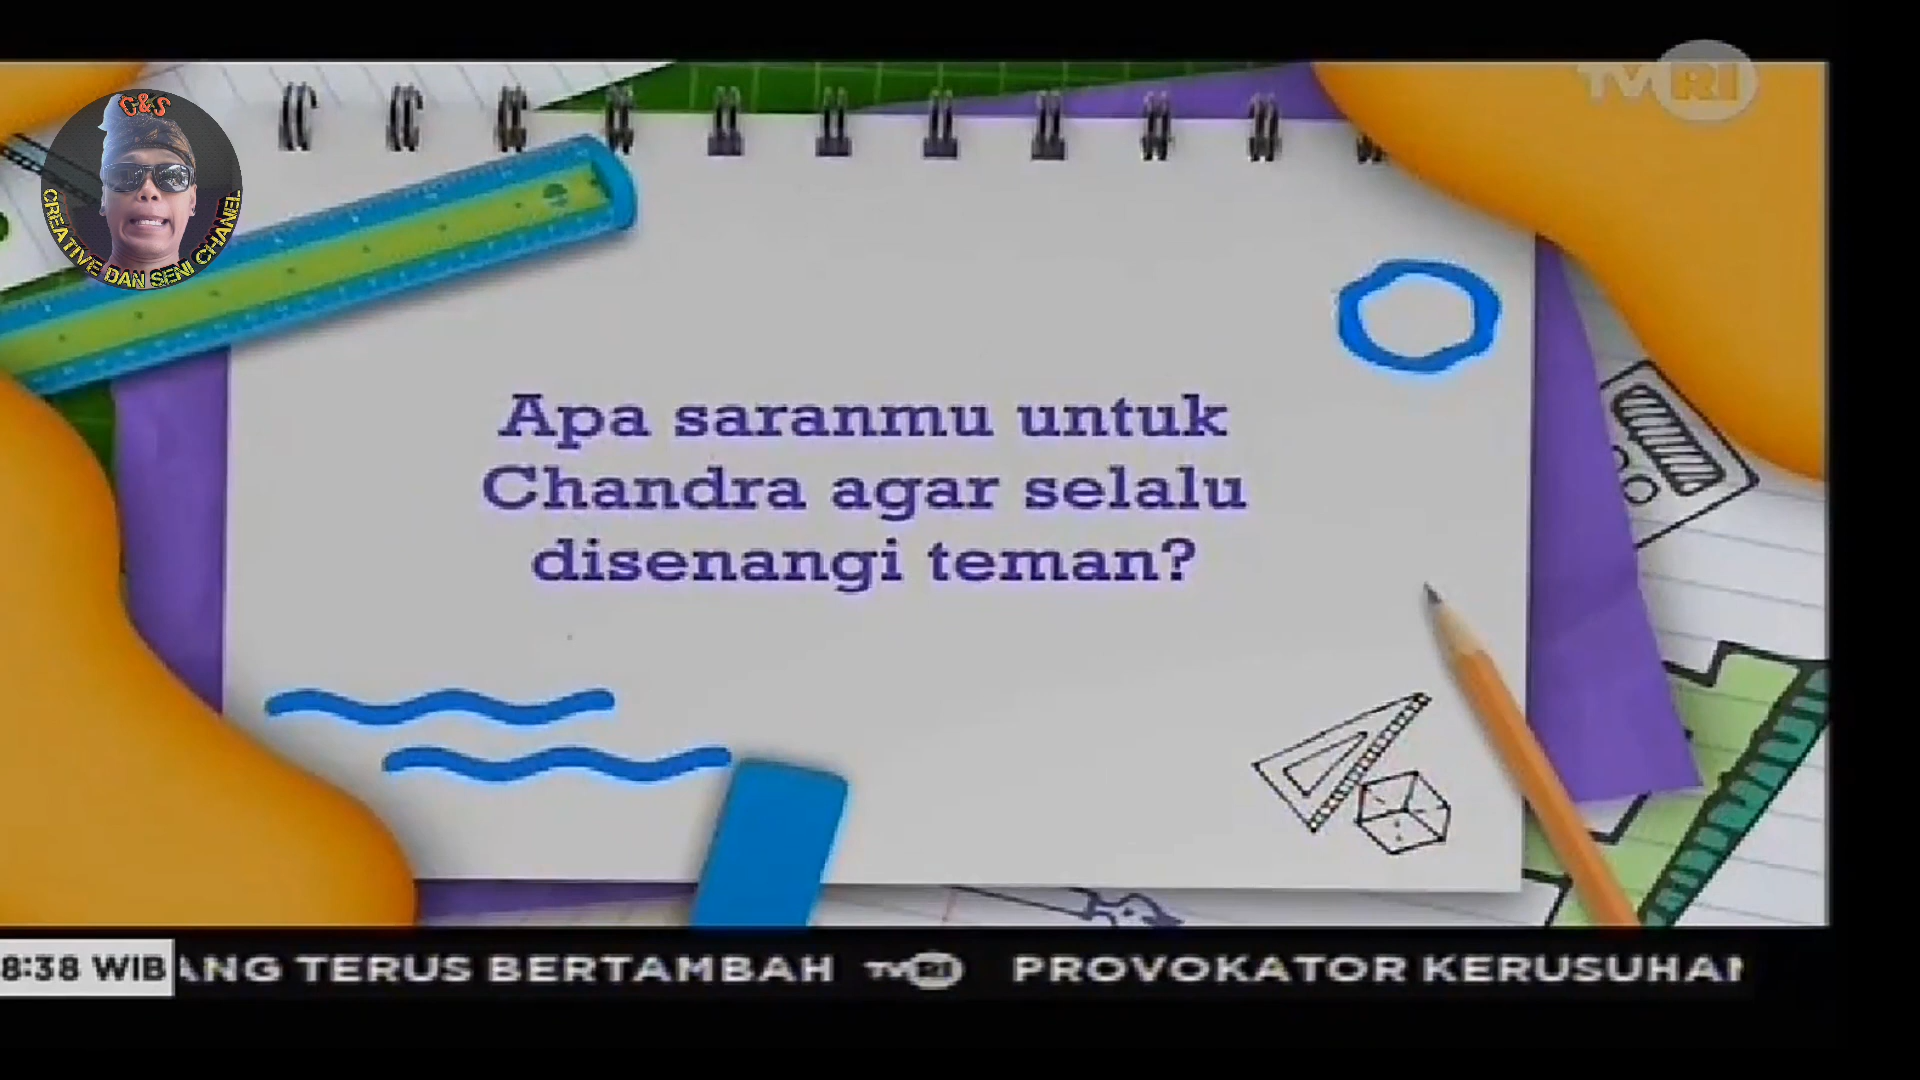 TVRI
C&S
CREATIVE DAN SENI CHANEL
Apa saranmu untuk
Chandra agar selalu
disenangi teman?
8:38 WIB
ANG TERUS BERTAMBAH TVRI PROVOKATOR KERUSUHAN